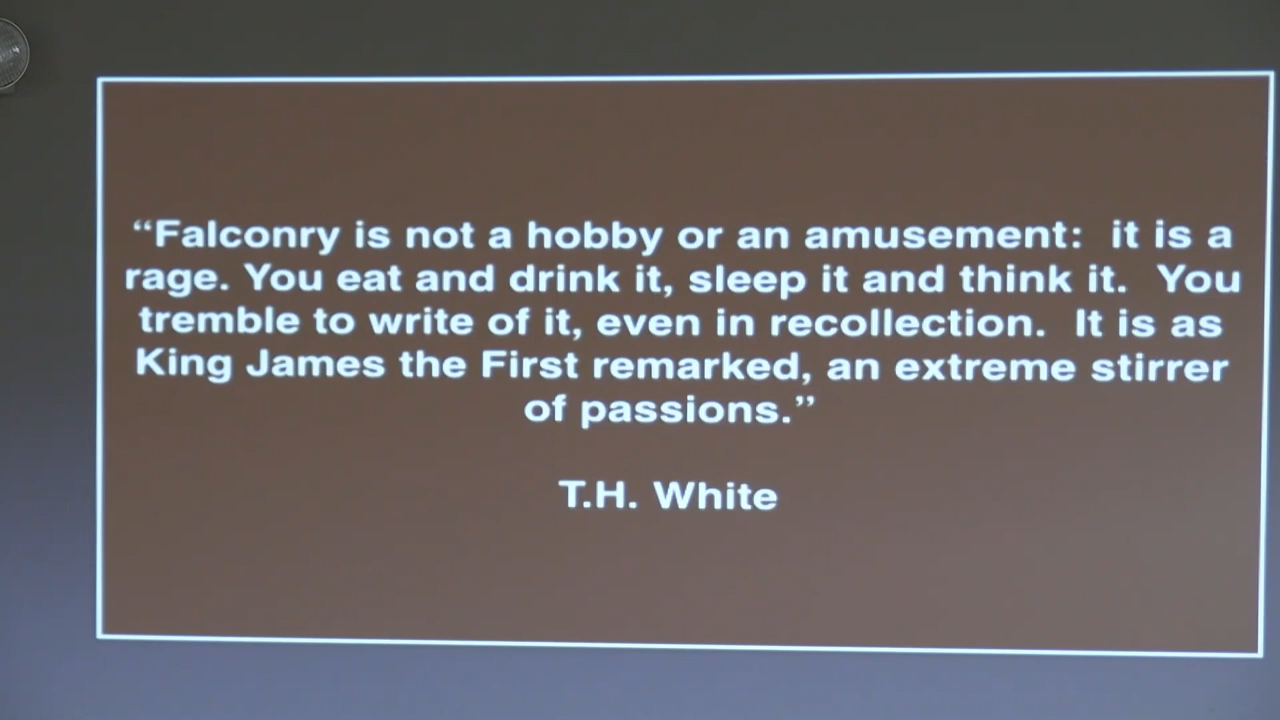 “Falconry is not a hobby or an amusement:  it is a
rage. You eat and drink it, sleep it and think it.  You
tremble to write of it, even in recollection.  It is as
King James the First remarked, an extreme stirrer
of passions.”
T.H. White